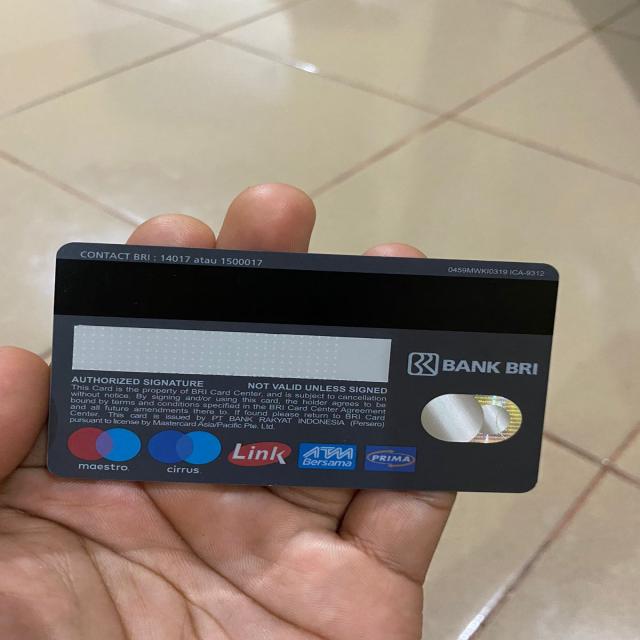 CONTACT BRI : 14017 atau 1500017
0459MWKI0319 ICA-9312
BANK BRI
AUTHORIZED SIGNATURE NOT VALID UNLESS SIGNED
This Card is the property of BRI Card Center, and is subject to cancellation
without notice. By signing and/or using this card, the holder agrees to be
bound by terms and conditions specified in the BRI Card Center Agreement
and all future amendments there to. If found please return to BRI Card
Center. This card is issued by PT BANK RAKYAT INDONESIA (Persero)
pursuant to license by Mastercard Asia/Pacific Pte. Ltd.
maestro
cirrus
Link
ATM
Bersama
PRIMA